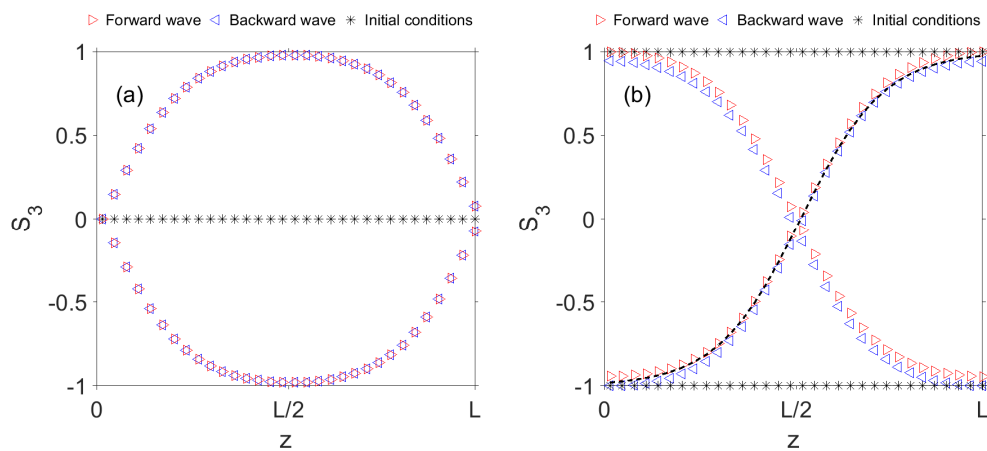 Forward wave Backward wave Initial conditions
(a)
S3
1
0.5
0
-0.5
-1
0 L/2 L
z
Forward wave Backward wave Initial conditions
(b)
S3
1
0.5
0
-0.5
-1
0 L/2 L
z